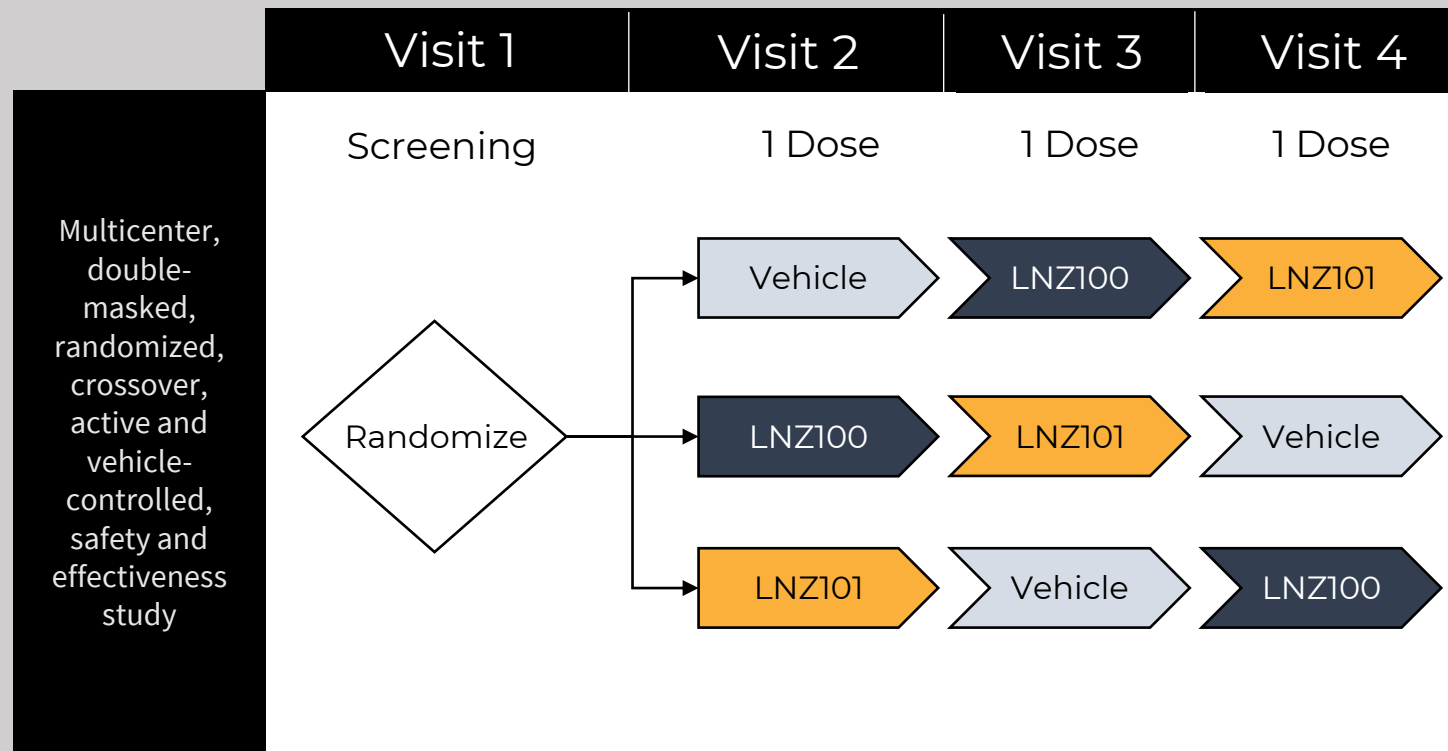 Visit 1
Visit 2
Visit 3
Visit 4
Screening
1 Dose
1 Dose
1 Dose
Multicenter,
double-
masked,
randomized,
crossover,
active and
vehicle-
controlled,
safety and
effectiveness
study
Randomize
Vehicle
LNZ100
LNZ101
LNZ100
LNZ101
Vehicle
LNZ101
Vehicle
LNZ100